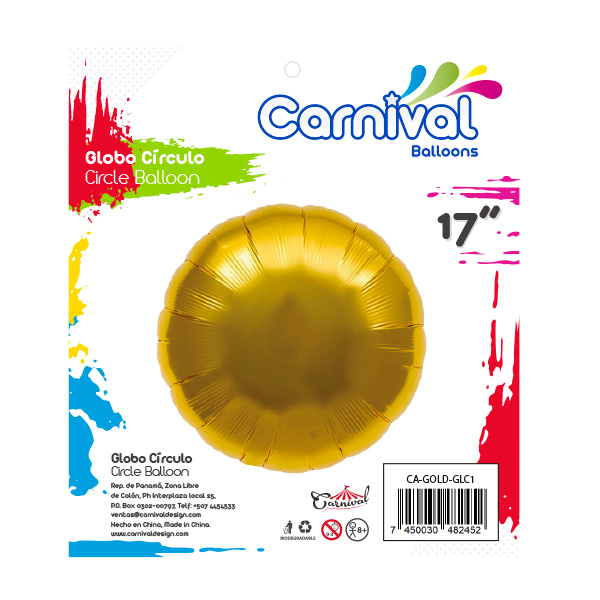 Carnival
Balloons
Globo Círculo
Circle Balloon
17"
Globo Círculo
Circle Balloon
Rep. de Panamá, Zona Libre
de Colón, Ph Interplaza local 25,
P.O. Box 0302-00797, Telf: +507 4454533
ventas@carnivaldesign.com
Hecho en China, Made in China.
www.carnivaldesign.com
Carnival
BIODEGRADABLE
0-3
8+
CA-GOLD-GLC1
7 450030 482452